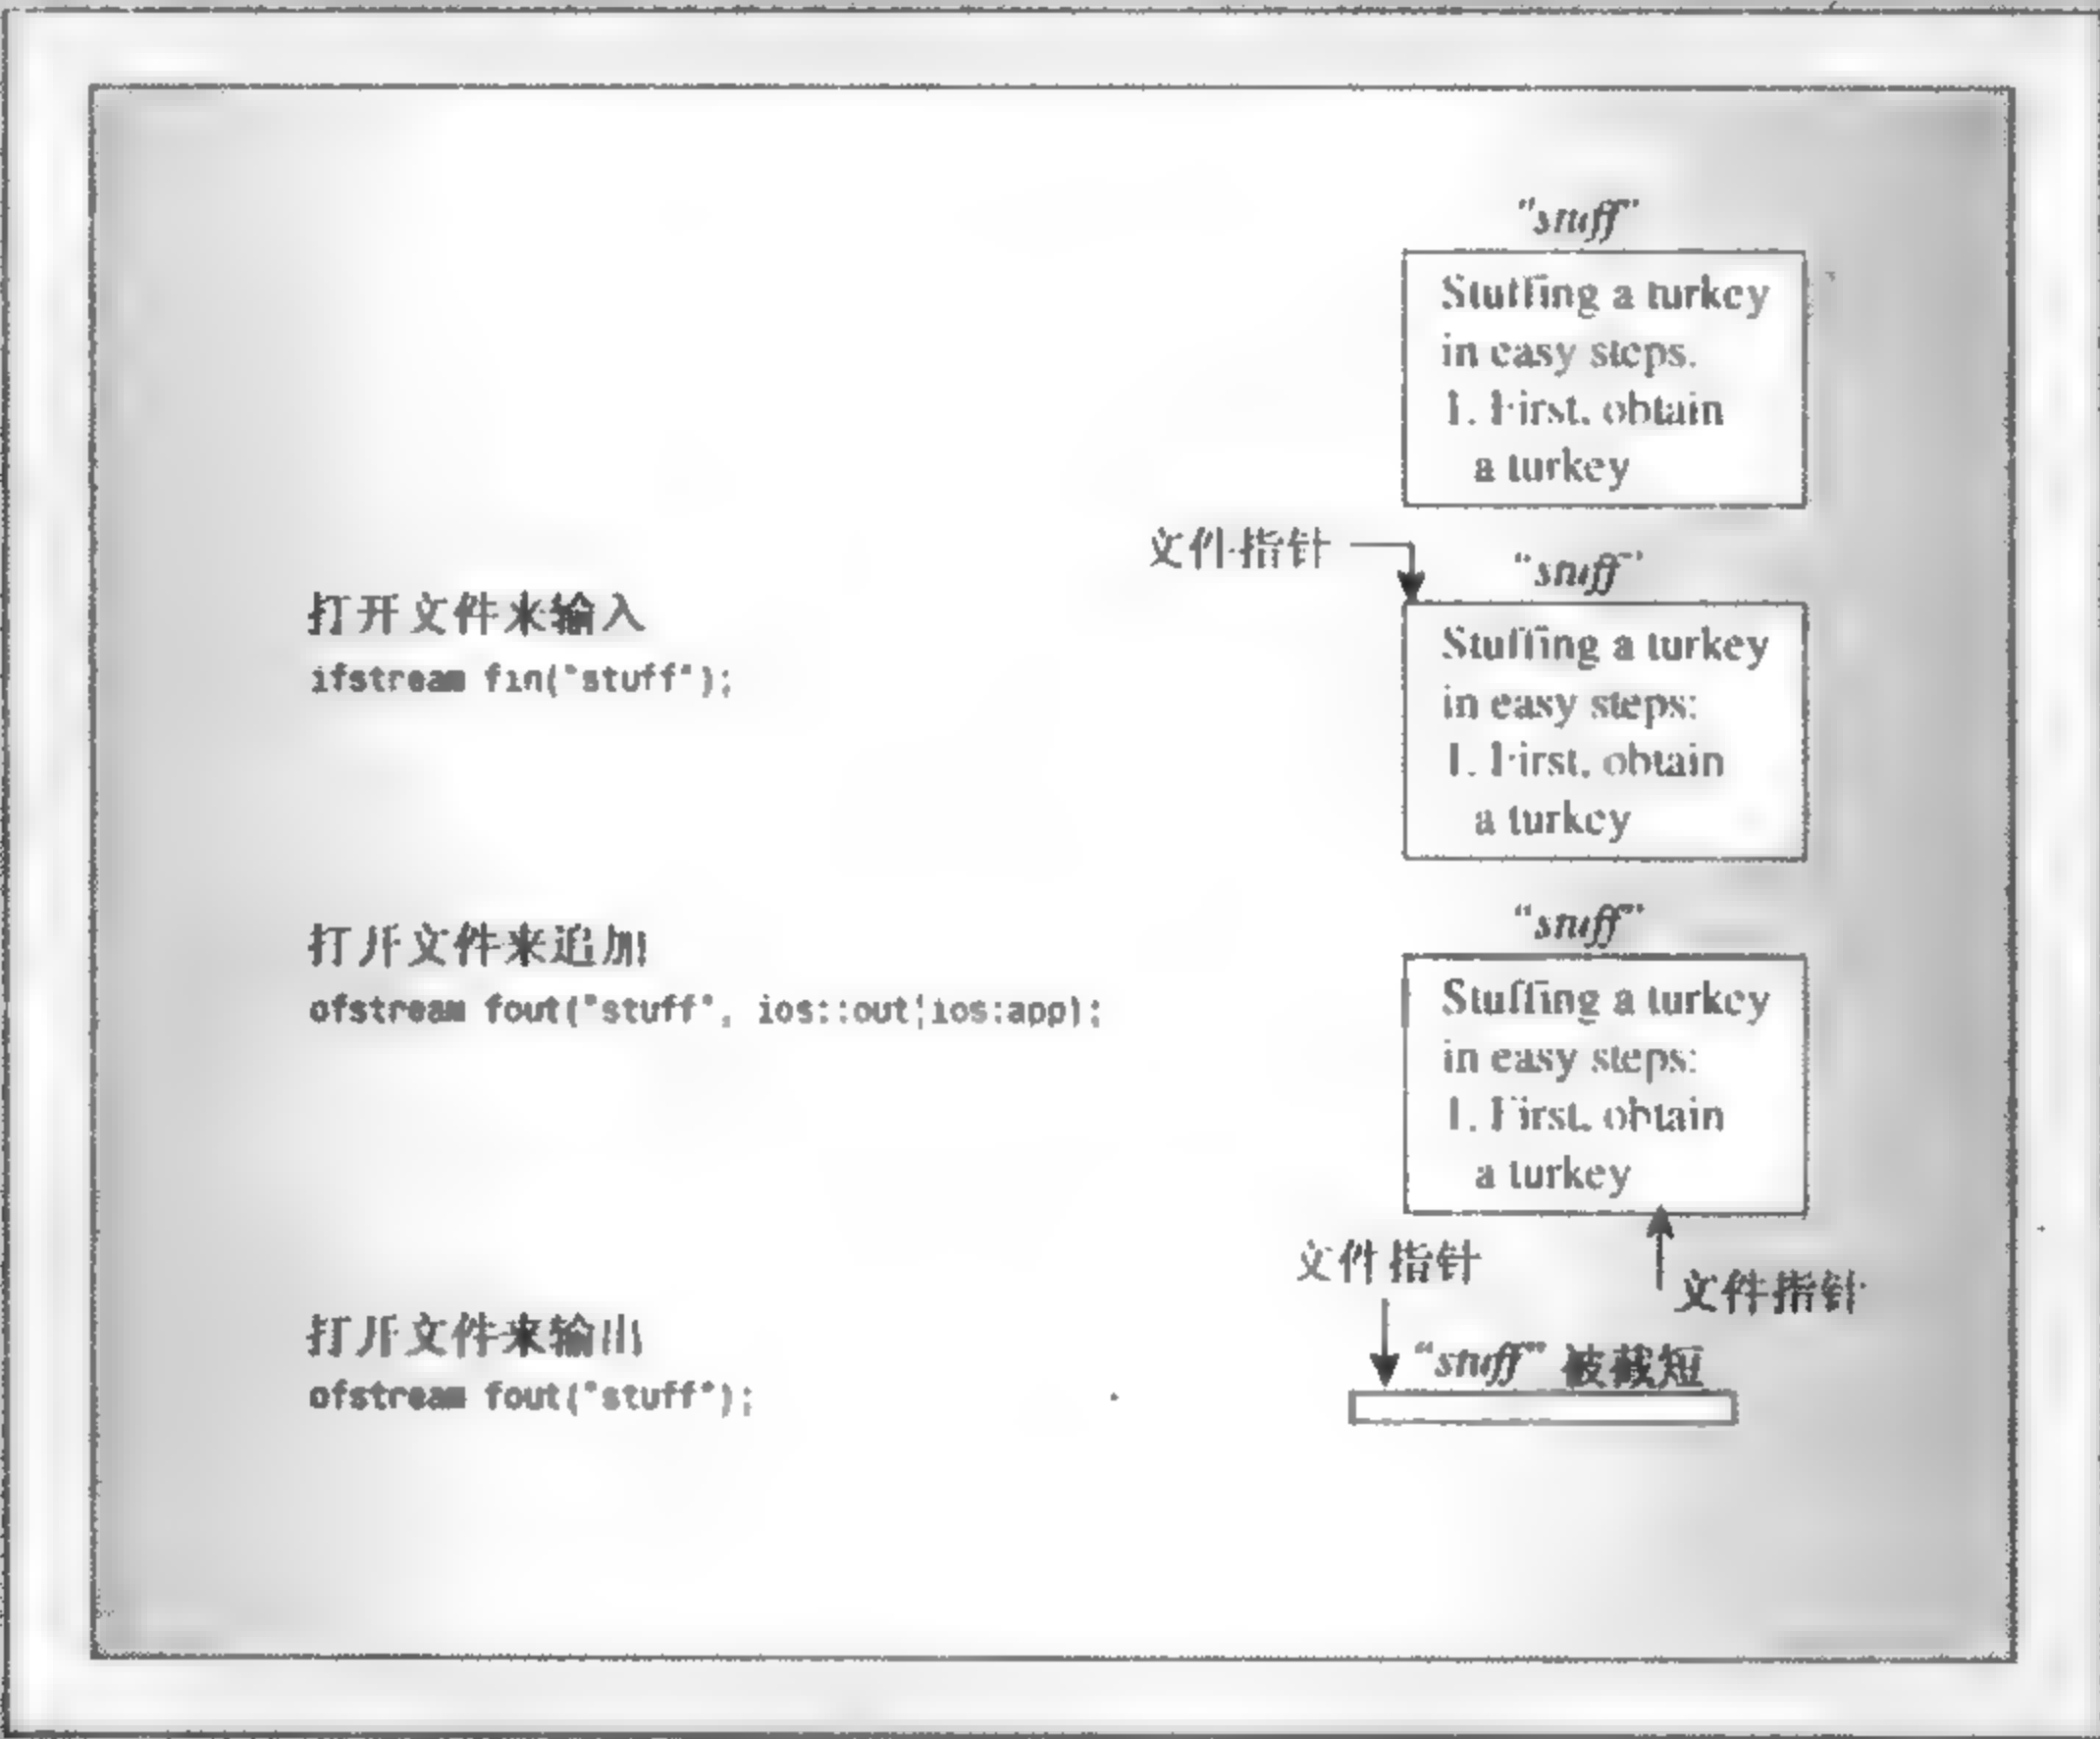 "stuff"
Stuffing a turkey
in easy steps:
1. First, obtain
a turkey
文件指针
打开文件来输入
ifstream fin("stuff");
"stuff"
Stuffing a turkey
in easy steps:
1. First, obtain
a turkey
打开文件来追加
ofstream fout("stuff", ios::out|ios:app);
"stuff"
Stuffing a turkey
in easy steps:
1. First, obtain
a turkey
文件指针
文件指针
打开文件来输出
ofstream fout("stuff");
"stuff" 被截短